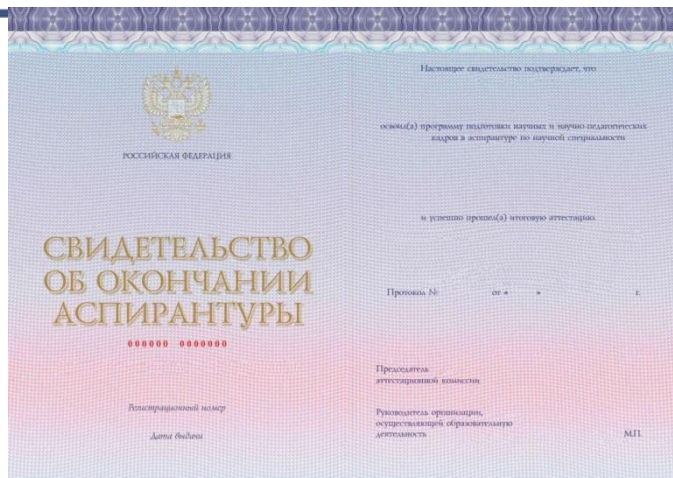 РОССИЙСКАЯ ФЕДЕРАЦИЯ
СВИДЕТЕЛЬСТВО
ОБ ОКОНЧАНИИ
АСПИРАНТУРЫ
000000 0000000
Регистрационный номер
Дата выдачи
Настоящее свидетельство подтверждает, что
освоил(а) программу подготовки научных и научно-педагогических
кадров в аспирантуре по научной специальности
и успешно прошел(а) итоговую аттестацию.
Протокол № от « » г.
Председатель
аттестационной комиссии
Руководитель организации,
осуществляющей образовательную
деятельность М.П.